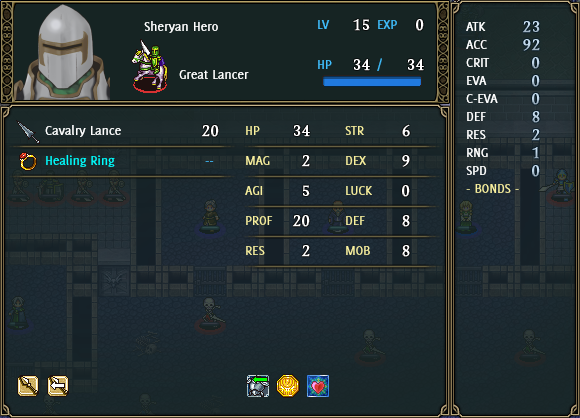 Sheryan Hero LV 15 EXP 0
Great Lancer HP 34 / 34
Cavalry Lance 20
Healing Ring --
HP 34 STR 6
MAG 2 DEX 9
AGI 5 LUCK 0
PROF 20 DEF 8
RES 2 MOB 8
ATK 23
ACC 92
CRIT 0
EVA 0
C-EVA 0
DEF 8
RES 2
RNG 1
SPD 0
- BONDS -